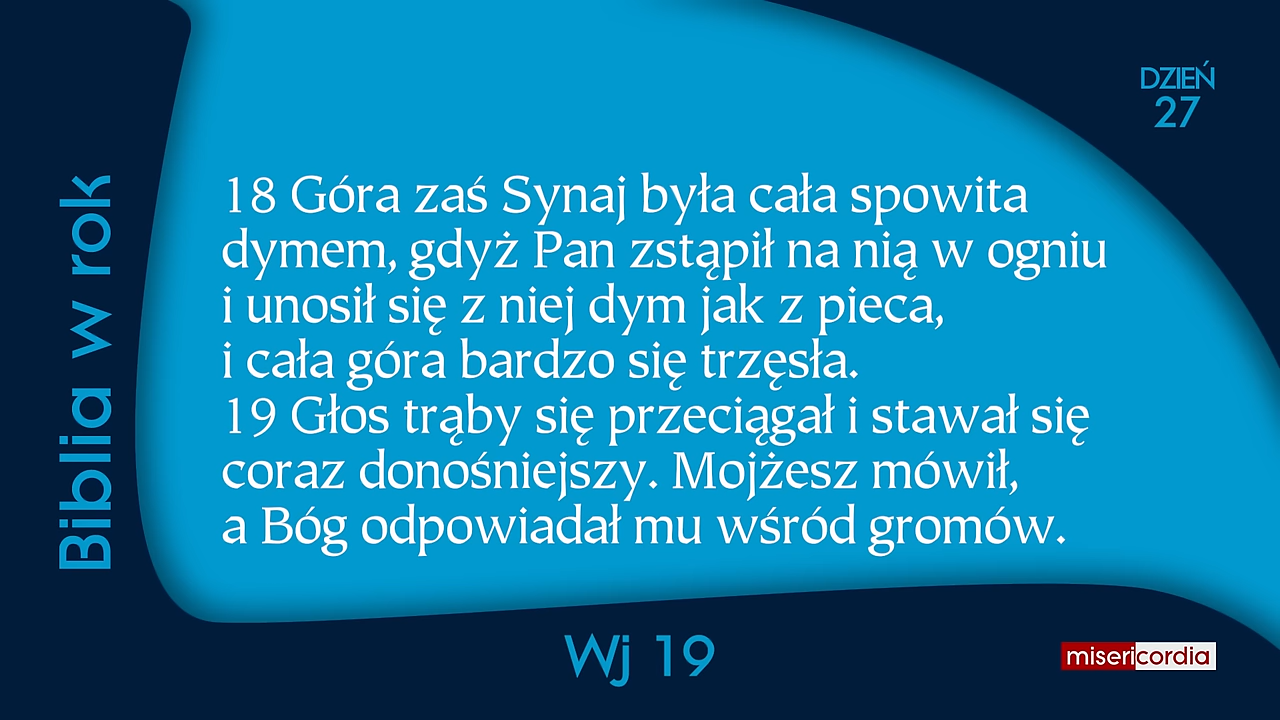 DZIEŃ
27
Biblia w rok
18 Góra zaś Synaj była cała spowita
dymem, gdyż Pan zstąpił na nią w ogniu
i unosił się z niej dym jak z pieca,
i cała góra bardzo się trzęsła.
19 Głos trąby się przeciągał i stawał się
coraz donośniejszy. Mojżesz mówił,
a Bóg odpowiadał mu wśród gromów.
Wj 19
misericordia